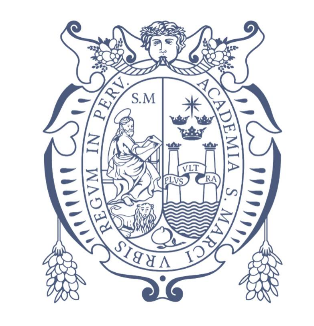 ACADEMIA S. MARCI VRBIS REGVM IN PERV.
S.M
PLVS VLT RA